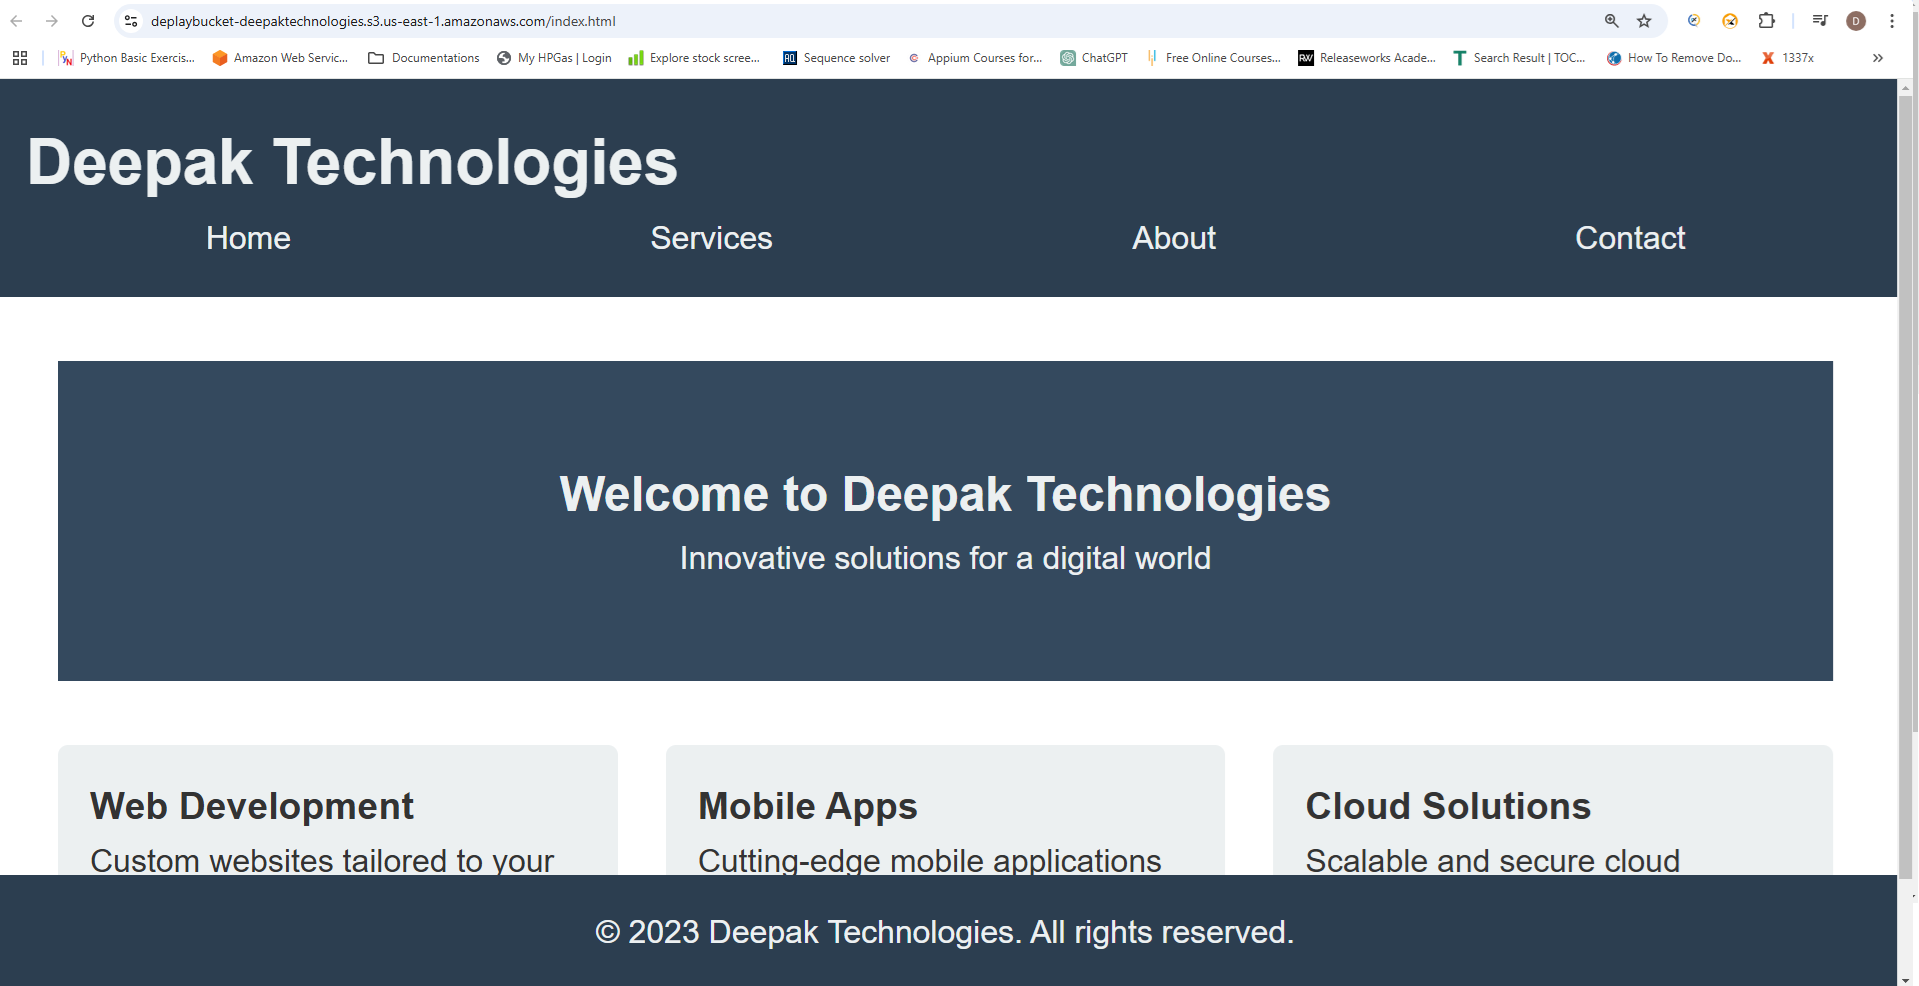 deplaybucket-deepaktechnologies.s3.us-east-1.amazonaws.com/index.html
D
Python Basic Exercis... Amazon Web Servic... Documentations My HPGas | Login Explore stock scree... AQ Sequence solver Appium Courses for... ChatGPT Free Online Courses... RW Releaseworks Acade... T Search Result | TOC... How To Remove Do... X 1337x »
Deepak Technologies
Home Services About Contact
Welcome to Deepak Technologies
Innovative solutions for a digital world
Web Development Mobile Apps Cloud Solutions
Custom websites tailored to your Cutting-edge mobile applications Scalable and secure cloud
© 2023 Deepak Technologies. All rights reserved.